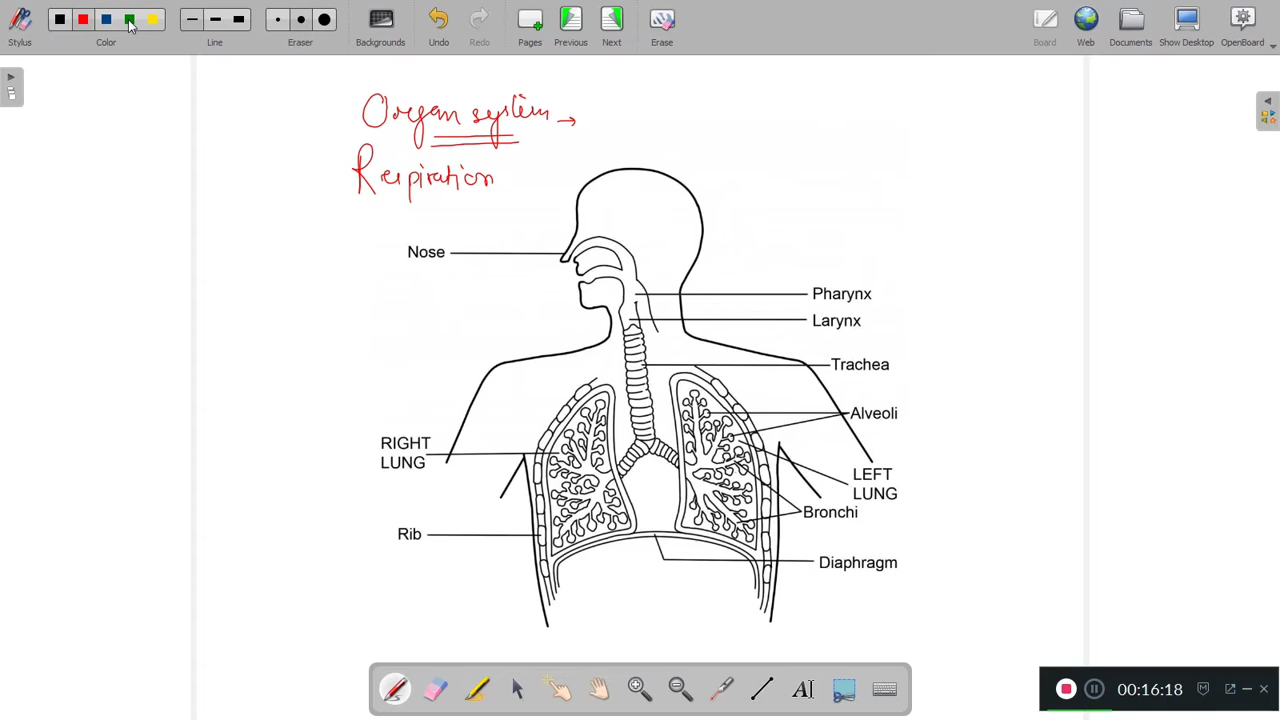 Stylus
Color
Line
Eraser
Backgrounds
Undo
Redo
Pages
Previous
Next
Erase
Board
Web
Documents
Show Desktop
OpenBoard
Organ system →
Respiration
Nose
Pharynx
Larynx
Trachea
Alveoli
RIGHT
LUNG
LEFT
LUNG
Bronchi
Rib
Diaphragm
00:16:18